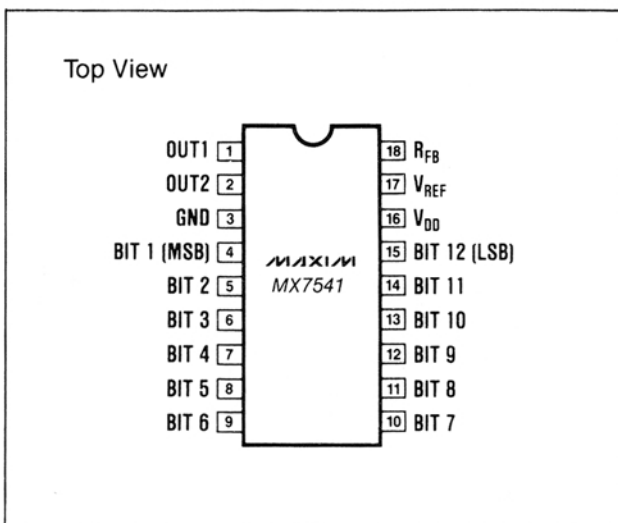 Top View
OUT1 1
OUT2 2
GND 3
BIT 1 (MSB) 4
BIT 2 5
BIT 3 6
BIT 4 7
BIT 5 8
BIT 6 9
MAXIM
MX7541
18 RFB
17 VREF
16 VDD
15 BIT 12 (LSB)
14 BIT 11
13 BIT 10
12 BIT 9
11 BIT 8
10 BIT 7